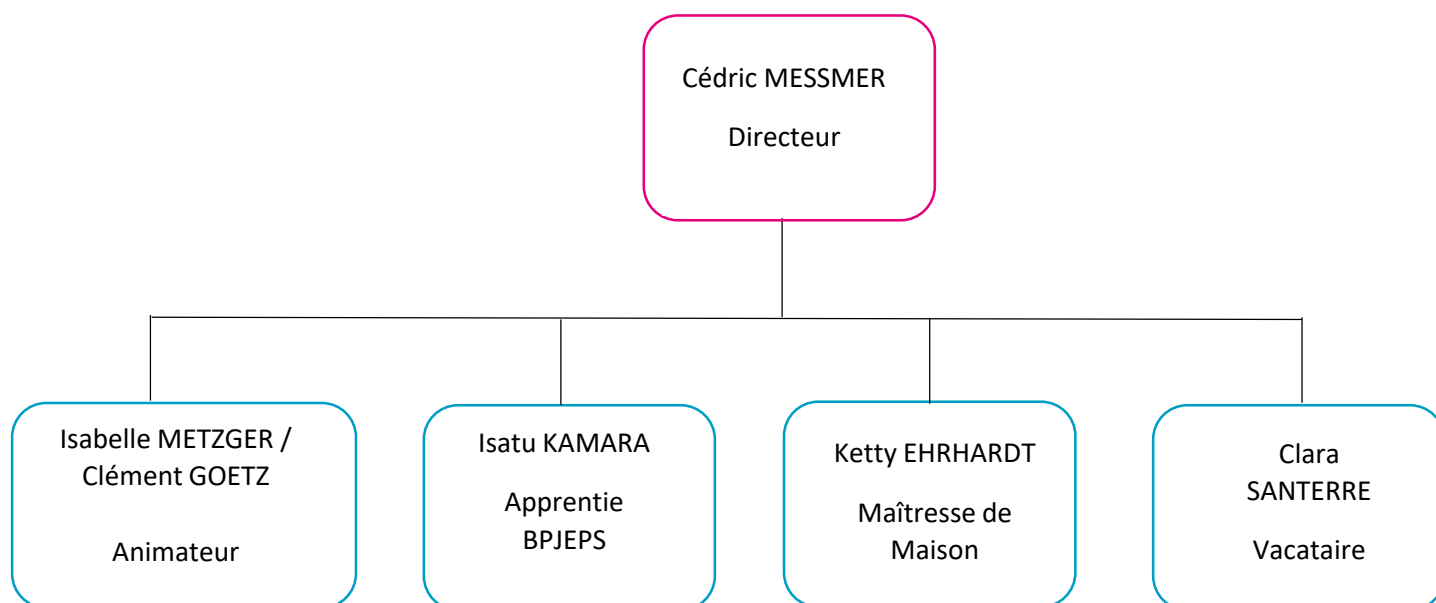 Cédric MESSMER
Directeur
Isabelle METZGER /
Clément GOETZ
Animateur
Isatu KAMARA
Apprentie
BPJEPS
Ketty EHRHARDT
Maîtresse de
Maison
Clara
SANTERRE
Vacataire